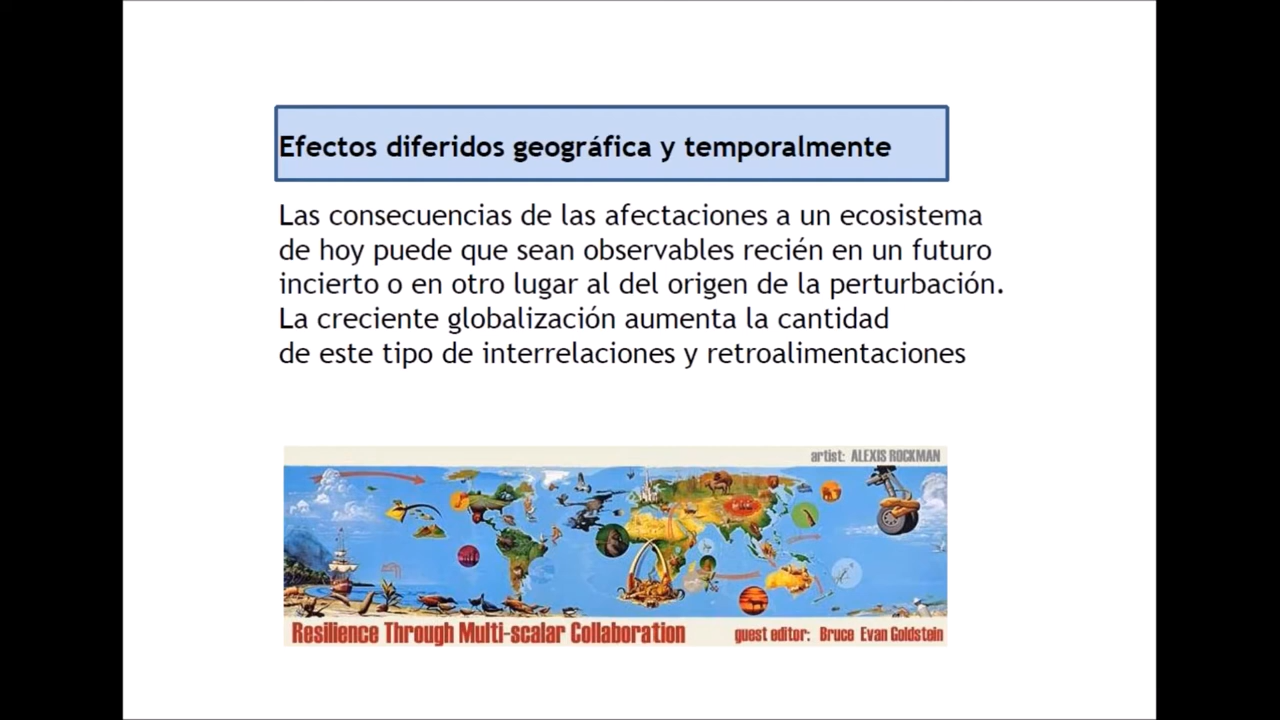 Efectos diferidos geográfica y temporalmente
Las consecuencias de las afectaciones a un ecosistema
de hoy puede que sean observables recién en un futuro
incierto o en otro lugar al del origen de la perturbación.
La creciente globalización aumenta la cantidad
de este tipo de interrelaciones y retroalimentaciones
artist: ALEXIS ROCKMAN
Resilience Through Multi-scalar Collaboration
guest editor: Bruce Evan Goldstein